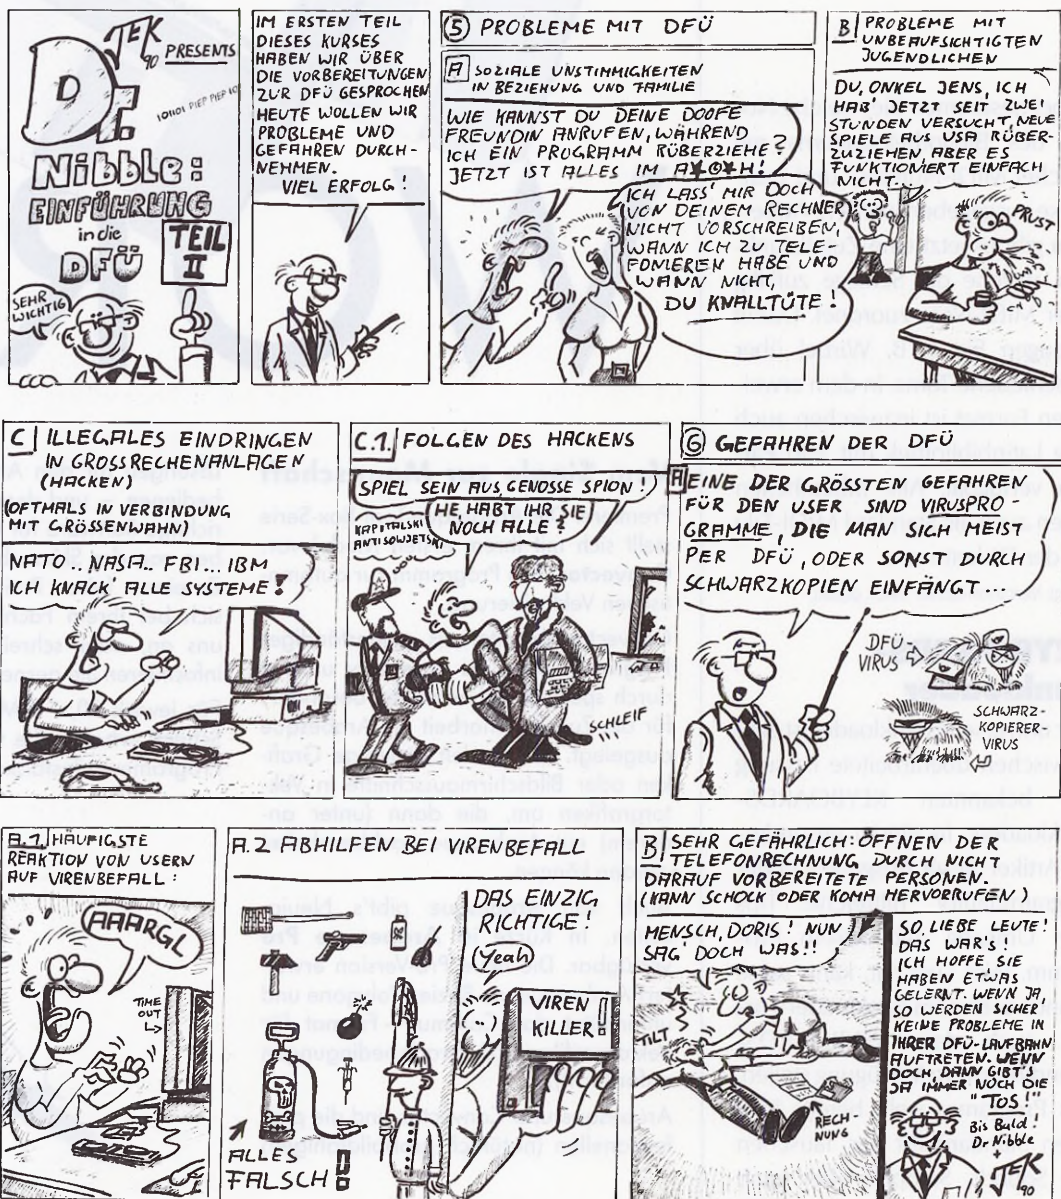 TEK
90
PRESENTS
Dr.
10101 PIEP PIEP
NiBBLE:
EINFÜHRUNG
in die
DFÜ
TEIL
II
SEHR
WICHTIG
IM ERSTEN TEIL
DIESES KURSES
HABEN WIR ÜBER
DIE VORBEREITUNGEN
ZUR DFÜ GESPROCHEN
HEUTE WOLLEN WIR
PROBLEME UND
GEFAHREN DURCH-
NEHMEN.
VIEL ERFOLG!
⑤ PROBLEME MIT DFÜ
A SOZIALE UNSTIMMIGKEITEN
IN BEZIEHUNG UND FAMILIE
WIE KANNST DU DEINE DOOFE
FREUNDIN ANRUFEN, WÄHREND
ICH EIN PROGRAMM RÜBERZIEHE?
JETZT IST ALLES IM A★@★H!
ICH LASS' MIR DOCH
VON DEINEM RECHNER
NICHT VORSCHREIBEN,
WANN ICH ZU TELE-
FONIEREN HABE UND
WANN NICHT,
DU KNALLTÜTE!
B PROBLEME MIT
UNBEAUFSICHTIGTEN
JUGENDLICHEN
DU, ONKEL JENS, ICH
HAB' JETZT SEIT ZWEI
STUNDEN VERSUCHT, NEUE
SPIELE AUS USA RÜBER-
ZUZIEHEN, ABER ES
FUNKTIONIERT EINFACH
NICHT...
PRUST
C ILLEGALES EINDRINGEN
IN GROSSRECHENANLAGEN
(HACKEN)
(OFTMALS IN VERBINDUNG
MIT GRÖSSENWAHN)
NATO.. NASA.. FBI.. IBM
ICH KNACK' ALLE SYSTEME!
C.1. FOLGEN DES HACKENS
SPIEL SEIN AUS, GENOSSE SPION!
KAPITALSKI
ANTISOWJETSKI
HE, HABT IHR SIE
NOCH ALLE?
SCHLEIF
⑥ GEFAHREN DER DFÜ
A EINE DER GRÖSSTEN GEFAHREN
FÜR DEN USER SIND VIRUSPRO
GRAMME, DIE MAN SICH MEIST
PER DFÜ, ODER SONST DURCH
SCHWARZKOPIEN EINFÄNGT.
DFÜ-
VIRUS
SCHWARZ-
KOPIERER-
VIRUS
A.1. HÄUFIGSTE
REAKTION VON USERN
AUF VIRENBEFALL:
AAARGL
TIME
OUT
A.2 ABHILFEN BEI VIRENBEFALL
DAS EINZIG
RICHTIGE!
(Yeah)
VIREN
KILLER!
ALLES
FALSCH!
B SEHR GEFÄHRLICH: ÖFFNEN DER
TELEFONRECHNUNG DURCH NICHT
DARAUF VORBEREITETE PERSONEN.
(KANN SCHOCK ODER KOMA HERVORRUFEN)
MENSCH, DORIS! NUN
SAG DOCH WAS!
RECH
NUNG
SO, LIEBE LEUTE!
DAS WAR'S!
ICH HOFFE SIE
HABEN ETWAS
GELERNT. WENN JA,
SO WERDEN SICHER
KEINE PROBLEME IN
IHRER DFÜ-LAUFBAHN
AUFTRETEN. WENN
DOCH, DANN GIBT'S
JA IMMER NOCH DIE
"TOS!"
Bis Bald!
Dr Nibble
+
TEK
90